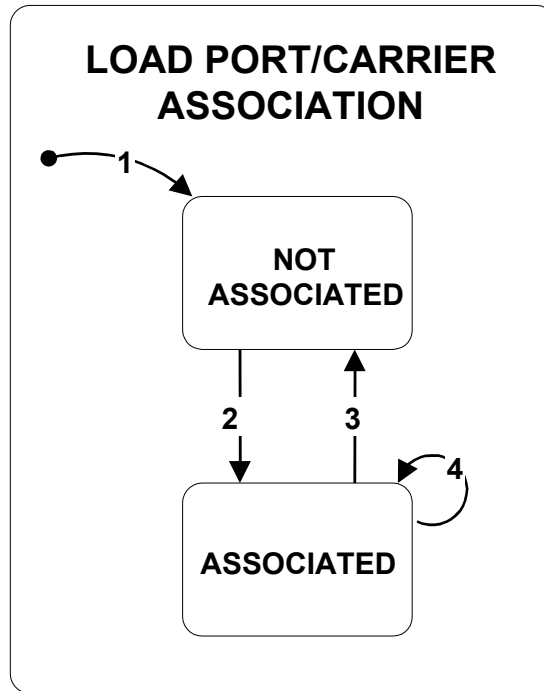 LOAD PORT/CARRIER
ASSOCIATION
1
NOT
ASSOCIATED
2
3
4
ASSOCIATED